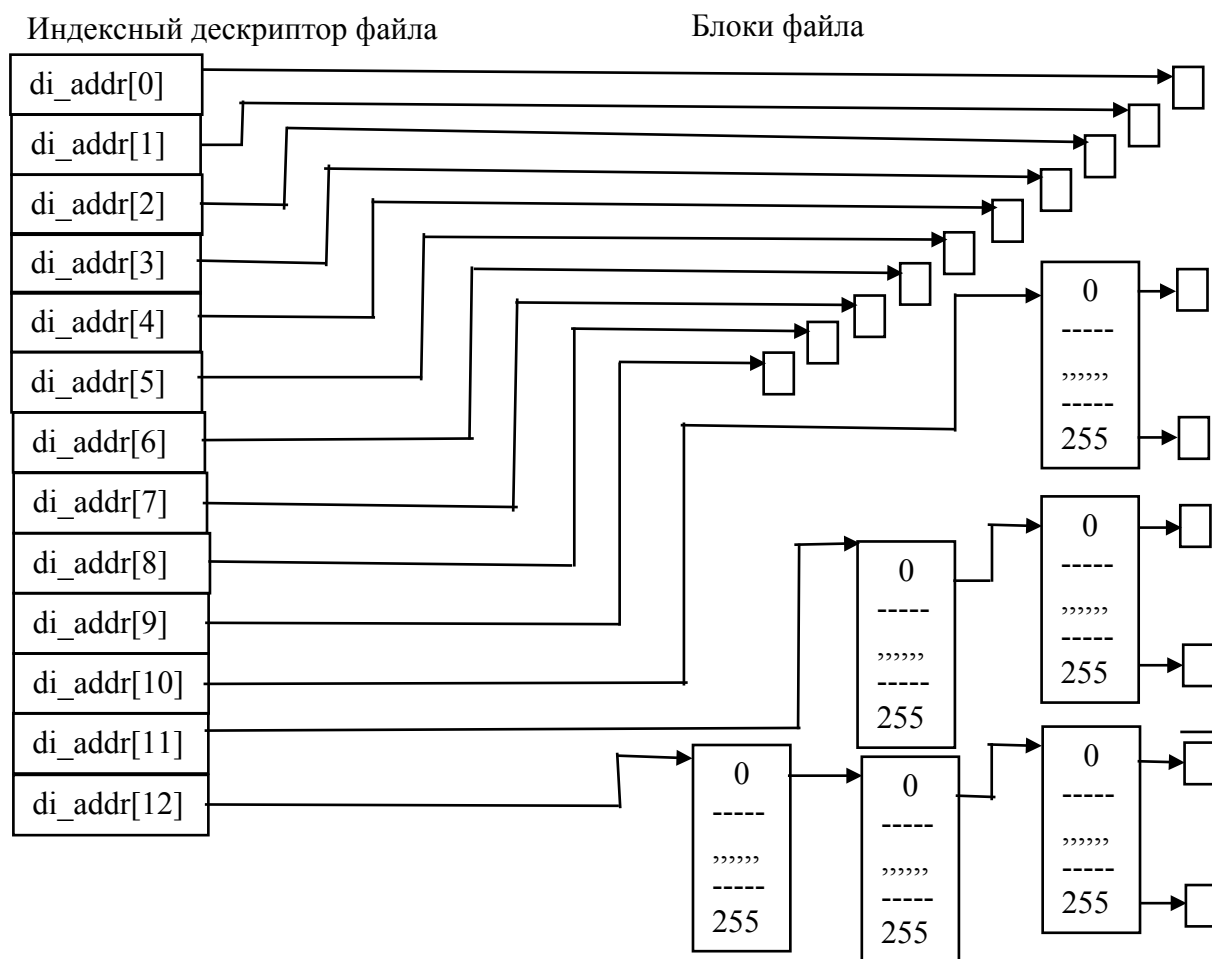 Индексный дескриптор файла
Блоки файла
di_addr[0]
di_addr[1]
di_addr[2]
di_addr[3]
di_addr[4]
di_addr[5]
di_addr[6]
di_addr[7]
di_addr[8]
di_addr[9]
di_addr[10]
di_addr[11]
di_addr[12]
0
-----
,,,,,,
-----
255
0
-----
,,,,,,
-----
255
0
-----
,,,,,,
-----
255
0
-----
,,,,,,
-----
255
0
-----
,,,,,,
-----
255
0
-----
,,,,,,
-----
255